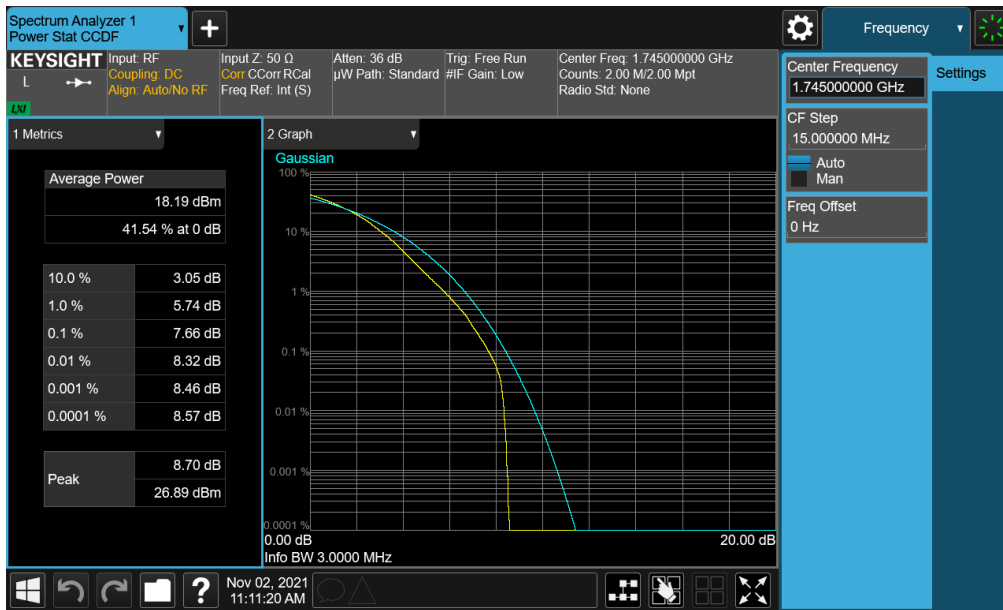 Spectrum Analyzer 1
Power Stat CCDF
Frequency
KEYSIGHT
L
LXI
Input: RF
Coupling: DC
Align: Auto/No RF
Input Z: 50 Ω
Corr CCorr RCal
Freq Ref: Int (S)
Atten: 36 dB
µW Path: Standard
Trig: Free Run
#IF Gain: Low
Center Freq: 1.745000000 GHz
Counts: 2.00 M/2.00 Mpt
Radio Std: None
Center Frequency
1.745000000 GHz
Settings
CF Step
15.000000 MHz
Auto
Man
Freq Offset
0 Hz
1 Metrics
Average Power
18.19 dBm
41.54 % at 0 dB
10.0 % 3.05 dB
1.0 % 5.74 dB
0.1 % 7.66 dB
0.01 % 8.32 dB
0.001 % 8.46 dB
0.0001 % 8.57 dB
Peak
8.70 dB
26.89 dBm
2 Graph
Gaussian
100 %
10 %
1 %
0.1 %
0.01 %
0.001 %
0.0001 %
0.00 dB 20.00 dB
Info BW 3.0000 MHz
?
Nov 02, 2021
11:11:20 AM